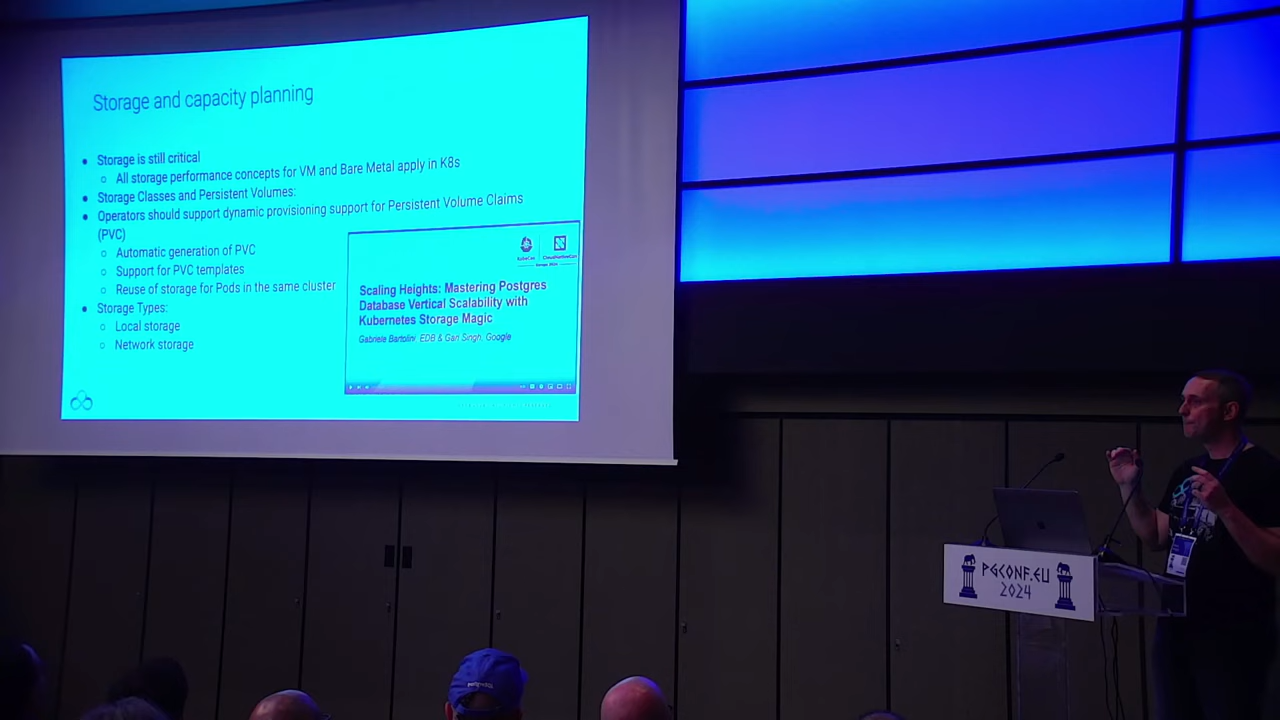 Storage and capacity planning
● Storage is still critical
○ All storage performance concepts for VM and Bare Metal apply in K8s
● Storage Classes and Persistent Volumes:
● Operators should support dynamic provisioning support for Persistent Volume Claims
(PVC)
○ Automatic generation of PVC
○ Support for PVC templates
○ Reuse of storage for Pods in the same cluster
● Storage Types:
○ Local storage
○ Network storage
KubeCon CloudNativeCon
Scaling Heights: Mastering Postgres
Database Vertical Scalability with
Kubernetes Storage Magic
Gabriele Bartolini, EDB & Gari Singh, Google
PGCONF.EU
2024